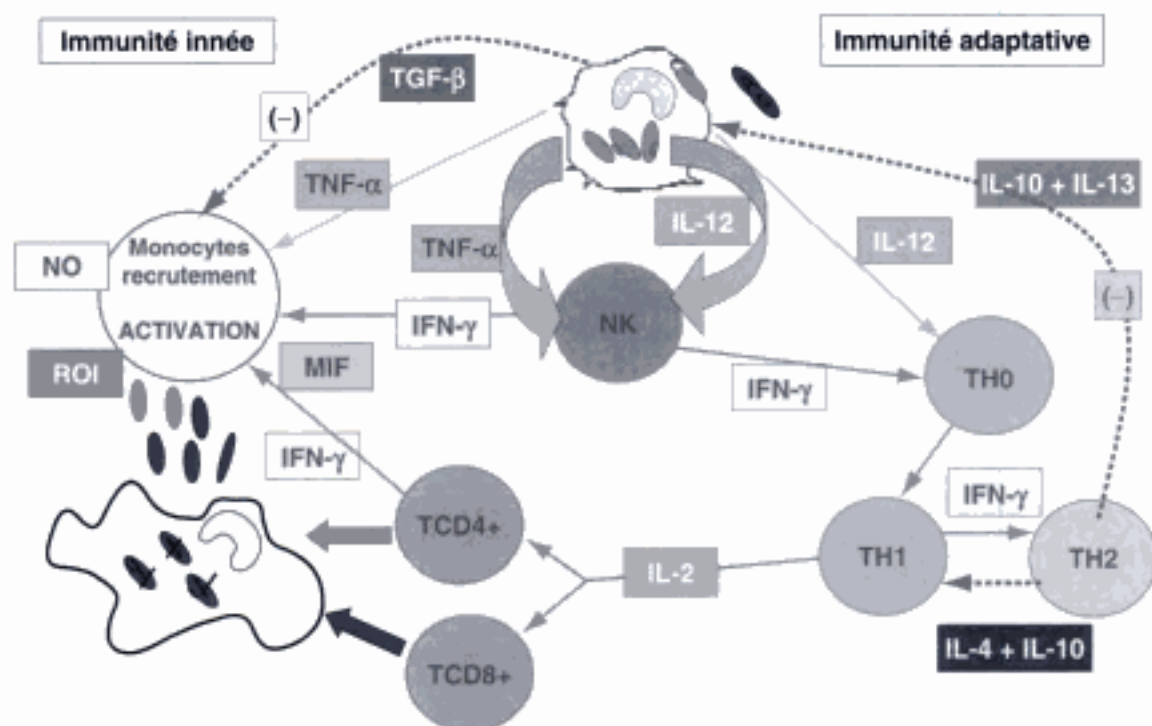 Immunité innée
Immunité adaptative
TGF-β
(–)
TNF-α
IL-10 + IL-13
IL-12
IL-12
TNF-α
NO
Monocytes
recrutement
ACTIVATION
(–)
IFN-γ
NK
ROI
MIF
IFN-γ
TH0
IFN-γ
IFN-γ
TCD4+
TH1
TH2
IL-2
IL-4 + IL-10
TCD8+